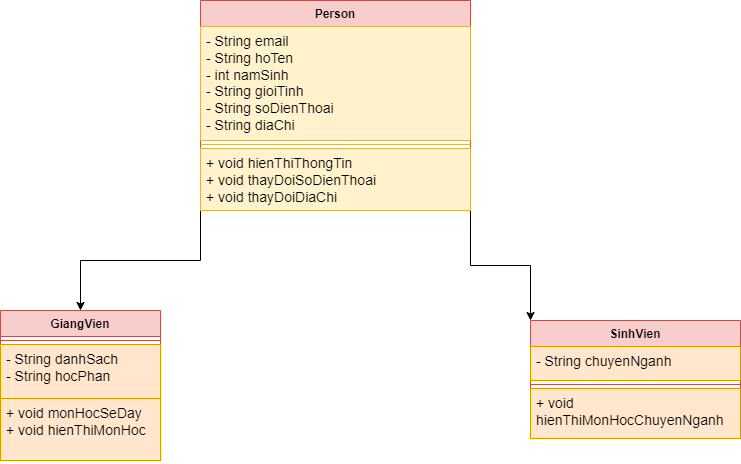 Person
- String email
- String hoTen
- int namSinh
- String gioiTinh
- String soDienThoai
- String diaChi
+ void hienThiThongTin
+ void thayDoiSoDienThoai
+ void thayDoiDiaChi
GiangVien
- String danhSach
- String hocPhan
+ void monHocSeDay
+ void hienThiMonHoc
SinhVien
- String chuyenNganh
+ void
hienThiMonHocChuyenNganh